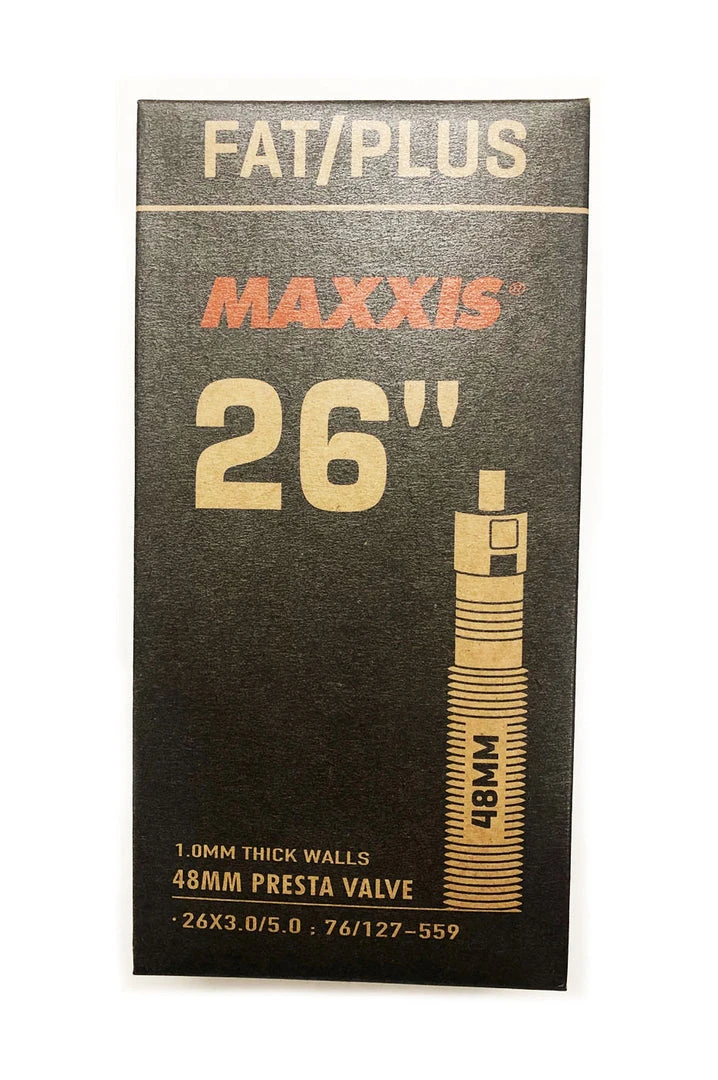 FAT/PLUS
MAXXIS®
26"
48MM
1.0MM THICK WALLS
48MM PRESTA VALVE
·26X3.0/5.0 : 76/127-559